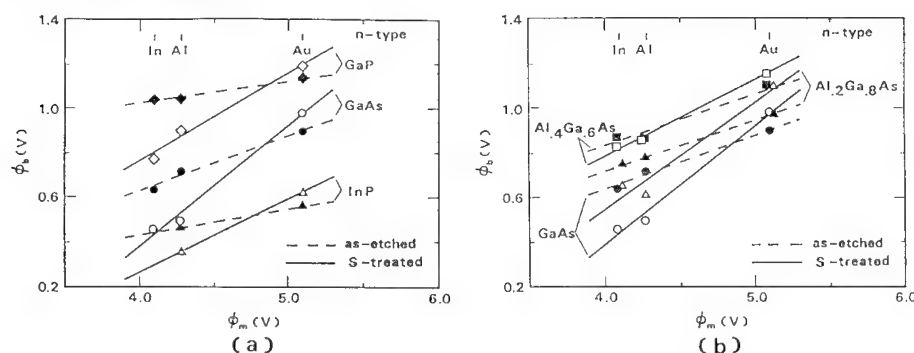 1.4
1.0
0.6
0.2
ϕb(V)
In Al
Au
n-type
GaP
GaAs
InP
as-etched
S-treated
4.0
5.0
6.0
ϕm(V)
(a)
1.4
1.0
0.6
0.2
ϕb(V)
In Al
Au
n-type
Al.2Ga.8As
Al.4Ga.6As
GaAs
as-etched
S-treated
4.0
5.0
6.0
ϕm(V)
(b)